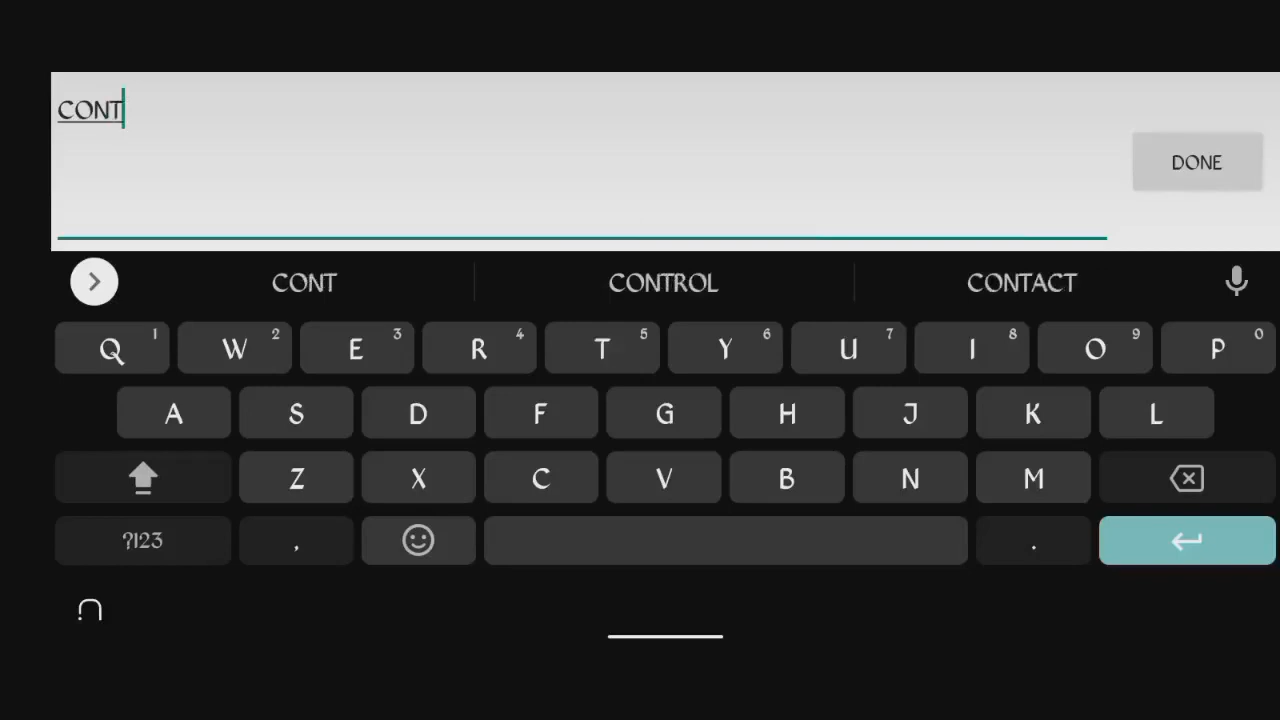 CONT
DONE
CONT CONTROL CONTACT
Q 1 W 2 E 3 R 4 T 5 Y 6 U 7 I 8 O 9 P 0
A S D F G H J K L
Z X C V B N M
?123 , .